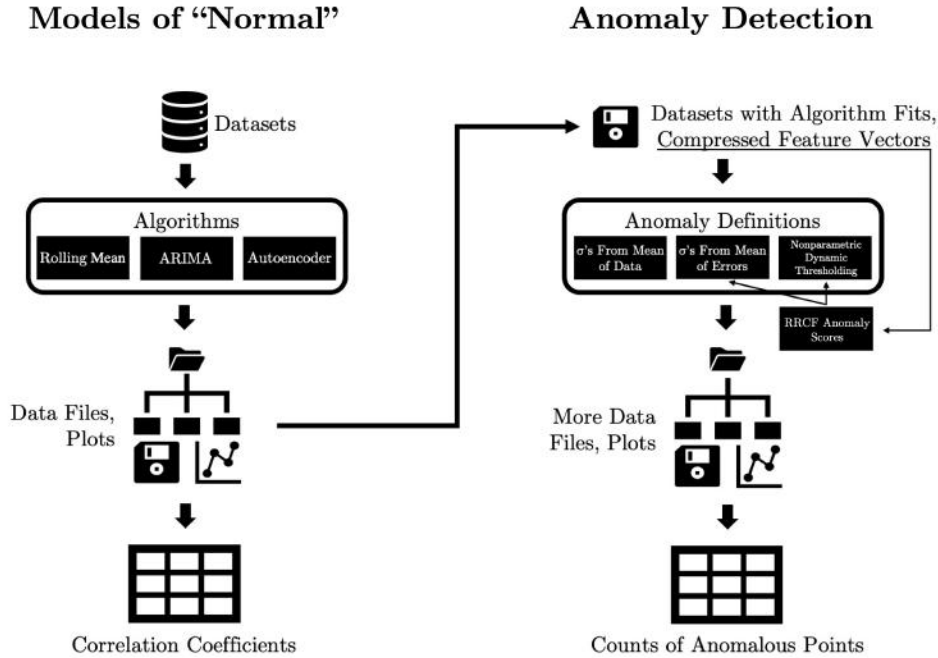 Models of “Normal”
Datasets
Algorithms
Rolling Mean
ARIMA
Autoencoder
Data Files,
Plots
Correlation Coefficients
Anomaly Detection
Datasets with Algorithm Fits,
Compressed Feature Vectors
Anomaly Definitions
σ's From Mean
of Data
σ's From Mean
of Errors
Nonparametric
Dynamic
Thresholding
RRCF Anomaly
Scores
More Data
Files, Plots
Counts of Anomalous Points